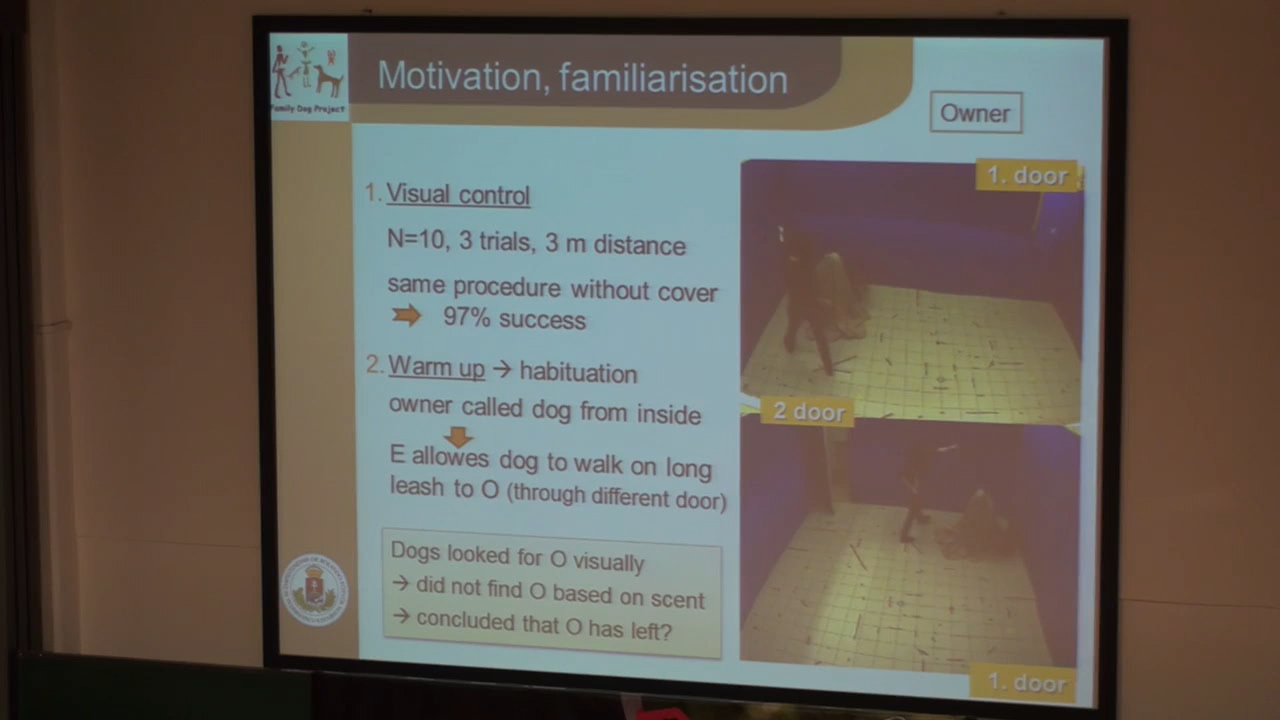 Family Dog Project
Motivation, familiarisation
Owner
1. Visual control
N=10, 3 trials, 3 m distance
same procedure without cover
97% success
2. Warm up → habituation
owner called dog from inside
E allowes dog to walk on long
leash to O (through different door)
Dogs looked for O visually
→ did not find O based on scent
→ concluded that O has left?
1. door
2 door
1. door